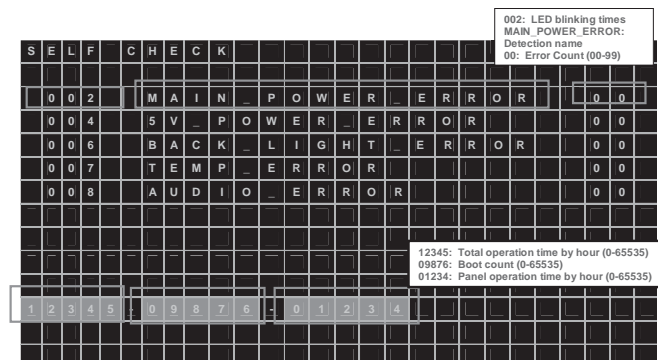 002: LED blinking times
MAIN_POWER_ERROR:
Detection name
00: Error Count (00-99)
SELF CHECK
002 MAIN_POWER_ERROR 00
004 5V_POWER_ERROR 00
006 BACK_LIGHT_ERROR 00
007 TEMP_ERROR 00
008 AUDIO_ERROR 00
12345: Total operation time by hour (0-65535)
09876: Boot count (0-65535)
01234: Panel operation time by hour (0-65535)
12345-09876-01234